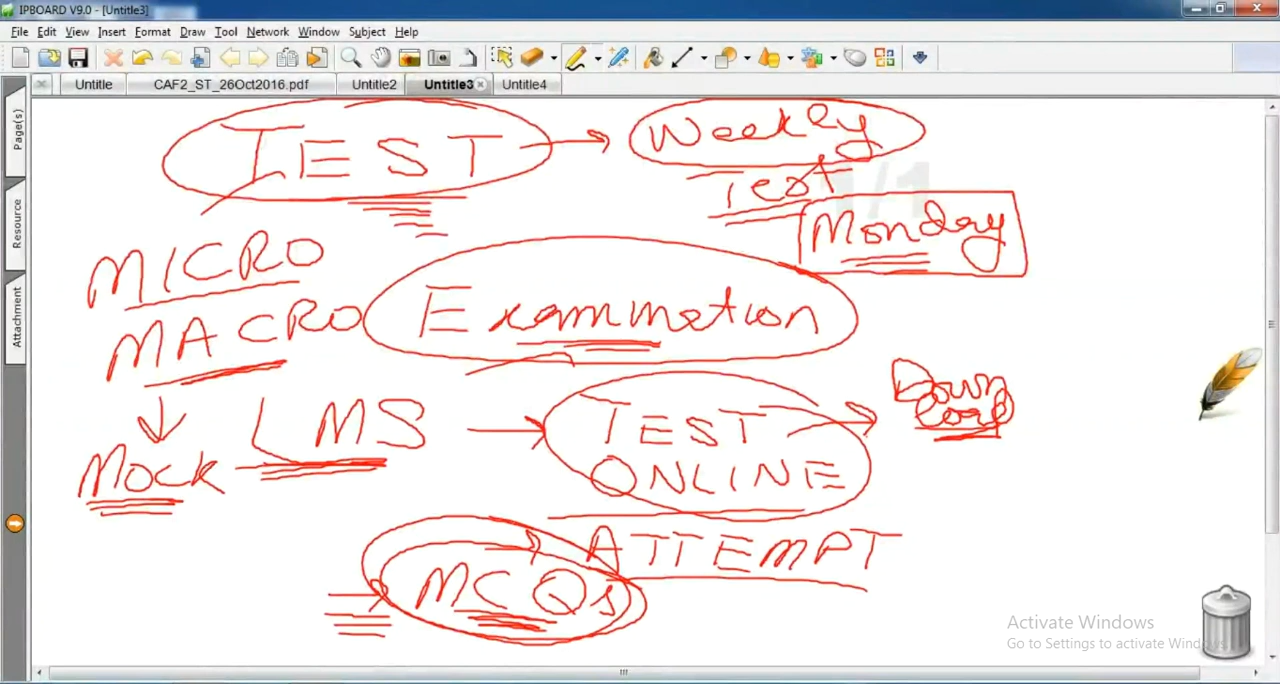 IPBOARD V9.0 - [Untitle3]
File Edit View Insert Format Draw Tool Network Window Subject Help
Untitle CAF2_ST_26Oct2016.pdf Untitle2 Untitle3 Untitle4
Page(s)
Resource
Attachment
TEST Weekly
Test
1/1
Monday
MICRO
MACRO Examination
LMS TEST Down
ONLINE Load
Mock
ATTEMPT
MCQs
Activate Windows
Go to Settings to activate Windows.